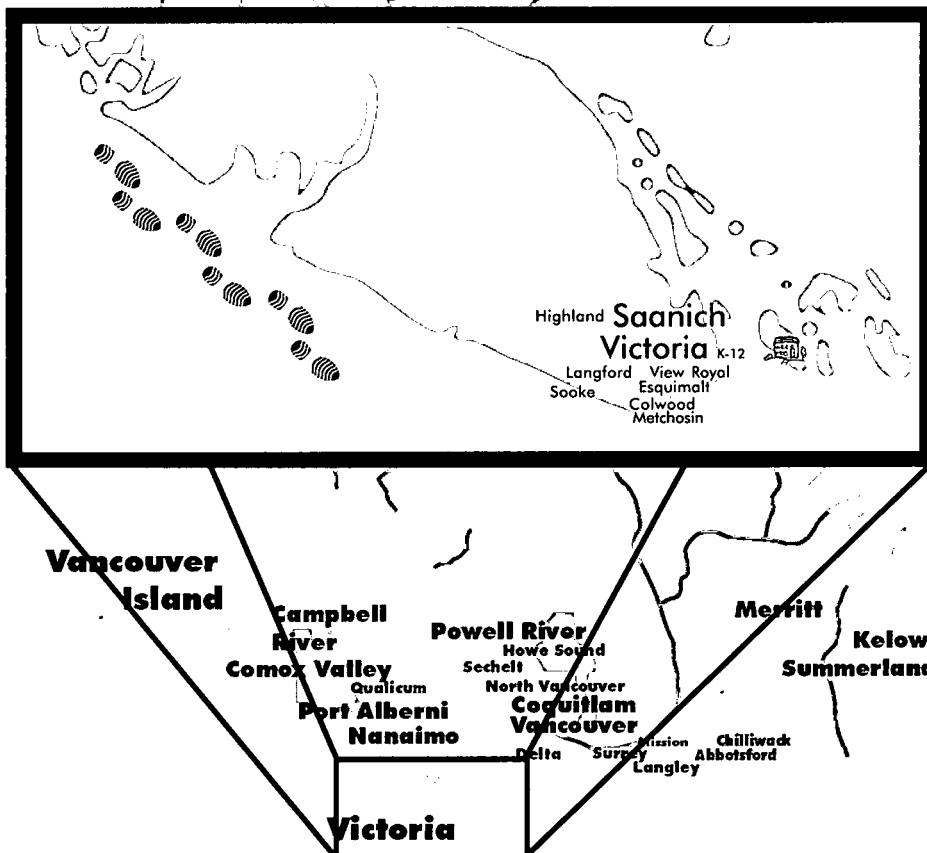 Highland Saanich
Victoria K-12
Langford View Royal
Sooke Esquimalt
Colwood
Metchosin
Vancouver
Island
Campbell
River
Comox Valley
Qualicum
Port Alberni
Nanaimo
Powell River
Howe Sound
Sechelt
North Vancouver
Coquitlam
Vancouver
Delta Surrey Mission Chilliwack
Langley Abbotsford
Merritt
Kelow
Summerland
Victoria